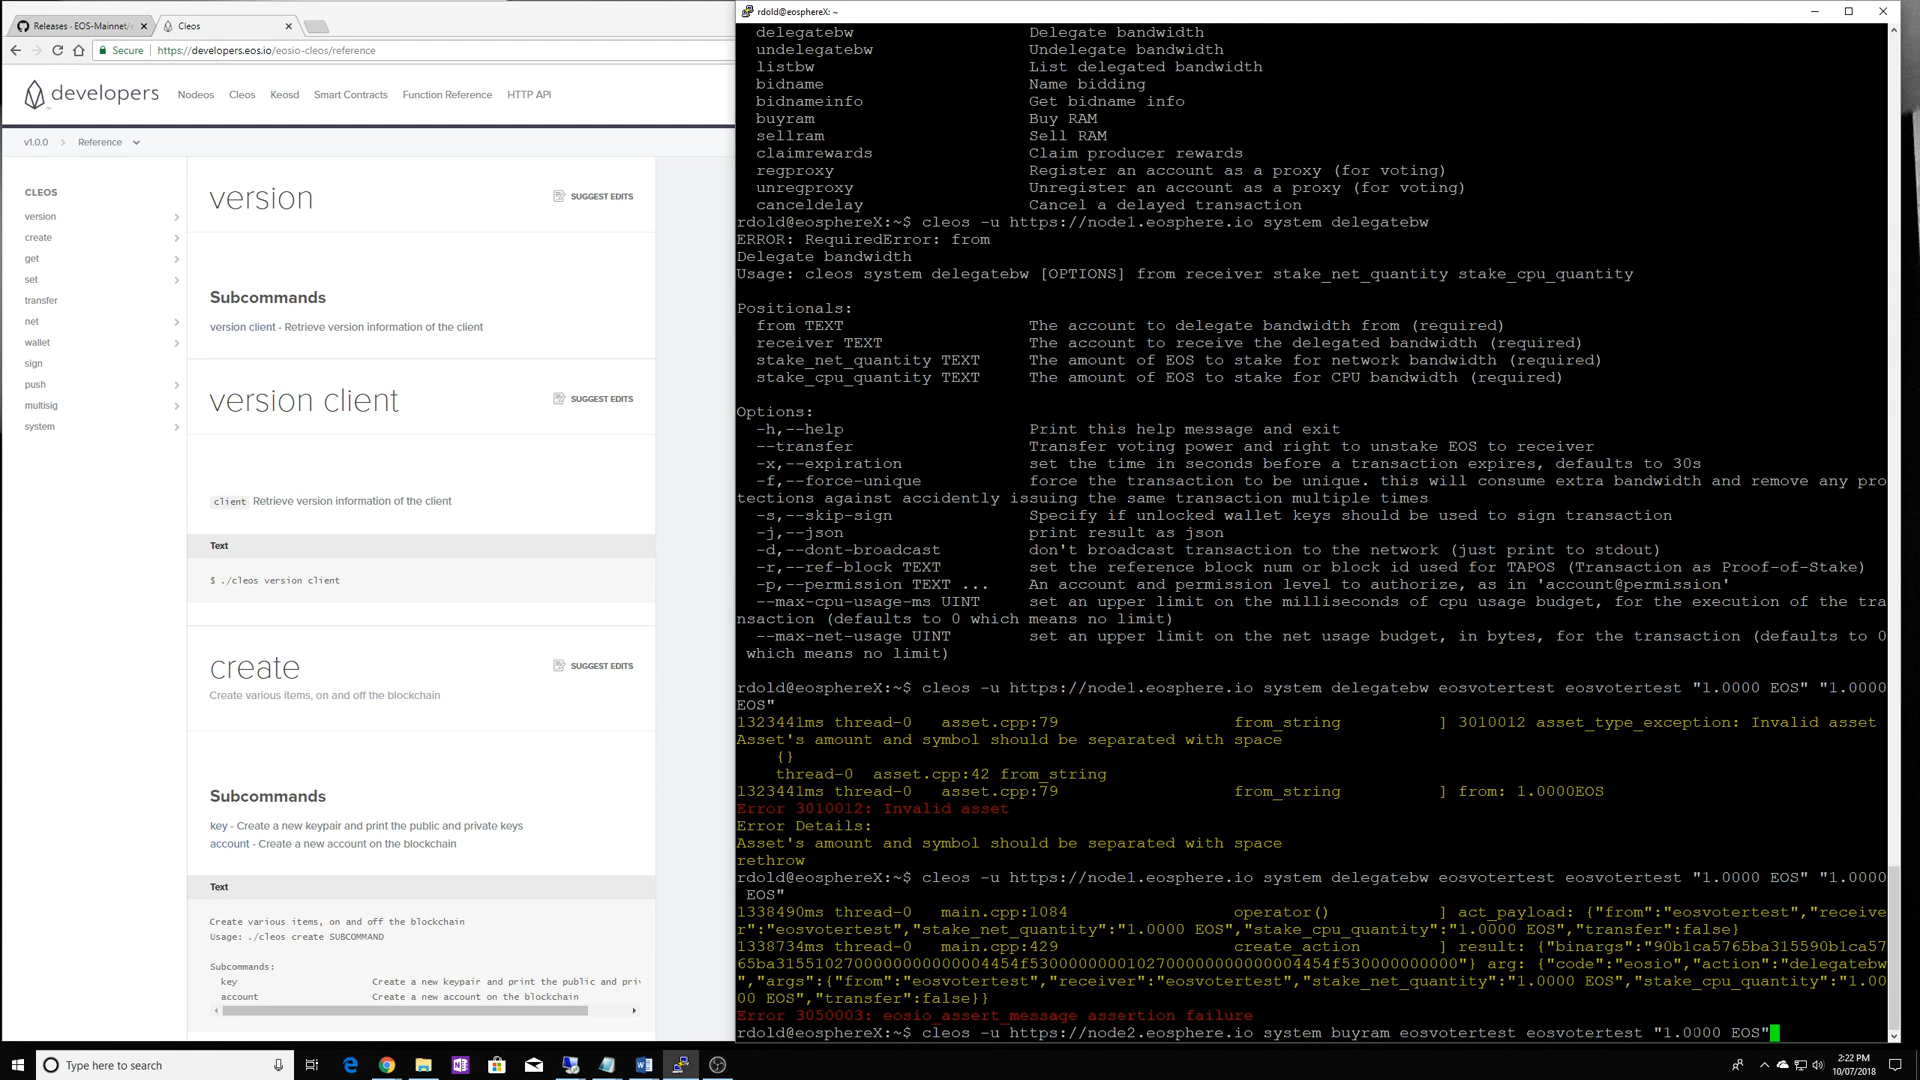 Releases · EOS-Mainnet/e
Cleos
Secure
https://developers.eos.io/eosio-cleos/reference
developers
Nodeos
Cleos
Keosd
Smart Contracts
Function Reference
HTTP API
v1.0.0
Reference
CLEOS
version
create
get
set
transfer
net
wallet
sign
push
multisig
system
version
SUGGEST EDITS
Subcommands
version client - Retrieve version information of the client
version client
SUGGEST EDITS
client Retrieve version information of the client
Text
$ ./cleos version client
create
SUGGEST EDITS
Create various items, on and off the blockchain
Subcommands
key - Create a new keypair and print the public and private keys
account - Create a new account on the blockchain
Text
Create various items, on and off the blockchain
Usage: ./cleos create SUBCOMMAND
Subcommands:
key Create a new keypair and print the public and pri
account Create a new account on the blockchain
rdold@eosphereX: ~
delegatebw Delegate bandwidth
undelegatebw Undelegate bandwidth
listbw List delegated bandwidth
bidname Name bidding
bidnameinfo Get bidname info
buyram Buy RAM
sellram Sell RAM
claimrewards Claim producer rewards
regproxy Register an account as a proxy (for voting)
unregproxy Unregister an account as a proxy (for voting)
canceldelay Cancel a delayed transaction
rdold@eosphereX:~$ cleos -u https://node1.eosphere.io system delegatebw
ERROR: RequiredError: from
Delegate bandwidth
Usage: cleos system delegatebw [OPTIONS] from receiver stake_net_quantity stake_cpu_quantity
Positionals:
from TEXT The account to delegate bandwidth from (required)
receiver TEXT The account to receive the delegated bandwidth (required)
stake_net_quantity TEXT The amount of EOS to stake for network bandwidth (required)
stake_cpu_quantity TEXT The amount of EOS to stake for CPU bandwidth (required)
Options:
-h,--help Print this help message and exit
--transfer Transfer voting power and right to unstake EOS to receiver
-x,--expiration set the time in seconds before a transaction expires, defaults to 30s
-f,--force-unique force the transaction to be unique. this will consume extra bandwidth and remove any pro
tections against accidently issuing the same transaction multiple times
-s,--skip-sign Specify if unlocked wallet keys should be used to sign transaction
-j,--json print result as json
-d,--dont-broadcast don't broadcast transaction to the network (just print to stdout)
-r,--ref-block TEXT set the reference block num or block id used for TAPOS (Transaction as Proof-of-Stake)
-p,--permission TEXT ... An account and permission level to authorize, as in 'account@permission'
--max-cpu-usage-ms UINT set an upper limit on the milliseconds of cpu usage budget, for the execution of the tra
nsaction (defaults to 0 which means no limit)
--max-net-usage UINT set an upper limit on the net usage budget, in bytes, for the transaction (defaults to 0
which means no limit)
rdold@eosphereX:~$ cleos -u https://node1.eosphere.io system delegatebw eosvotertest eosvotertest "1.0000 EOS" "1.0000
EOS"
1323441ms thread-0 asset.cpp:79 from_string ] 3010012 asset_type_exception: Invalid asset
Asset's amount and symbol should be separated with space
{}
thread-0 asset.cpp:42 from_string
1323441ms thread-0 asset.cpp:79 from_string ] from: 1.0000EOS
Error 3010012: Invalid asset
Error Details:
Asset's amount and symbol should be separated with space
rethrow
rdold@eosphereX:~$ cleos -u https://node1.eosphere.io system delegatebw eosvotertest eosvotertest "1.0000 EOS" "1.0000
EOS"
1338490ms thread-0 main.cpp:1084 operator() ] act_payload: {"from":"eosvotertest","receive
r":"eosvotertest","stake_net_quantity":"1.0000 EOS","stake_cpu_quantity":"1.0000 EOS","transfer":false}
1338734ms thread-0 main.cpp:429 create_action ] result: {"binargs":"90b1ca5765ba315590b1ca57
65ba3155102700000000000004454f5300000000102700000000000004454f530000000000"} arg: {"code":"eosio","action":"delegatebw
","args":{"from":"eosvotertest","receiver":"eosvotertest","stake_net_quantity":"1.0000 EOS","stake_cpu_quantity":"1.00
00 EOS","transfer":false}}
Error 3050003: eosio_assert_message assertion failure
rdold@eosphereX:~$ cleos -u https://node2.eosphere.io system buyram eosvotertest eosvotertest "1.0000 EOS"
Type here to search
2:22 PM
10/07/2018